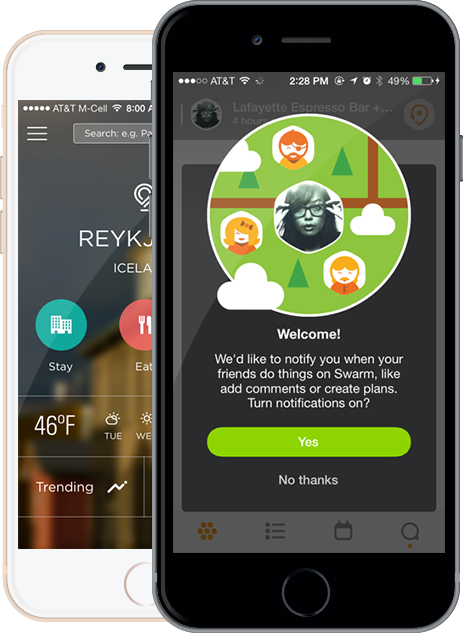 AT&T M-Cell 8:00 A
Search: e.g. Pa
REYKJ
ICELA
Stay
Eat
46°F
TUE
WE
Trending
AT&T 2:28 PM 49%
Lafayette Espresso Bar +...
4 hours
Welcome!
We'd like to notify you when your
friends do things on Swarm, like
add comments or create plans.
Turn notifications on?
Yes
No thanks